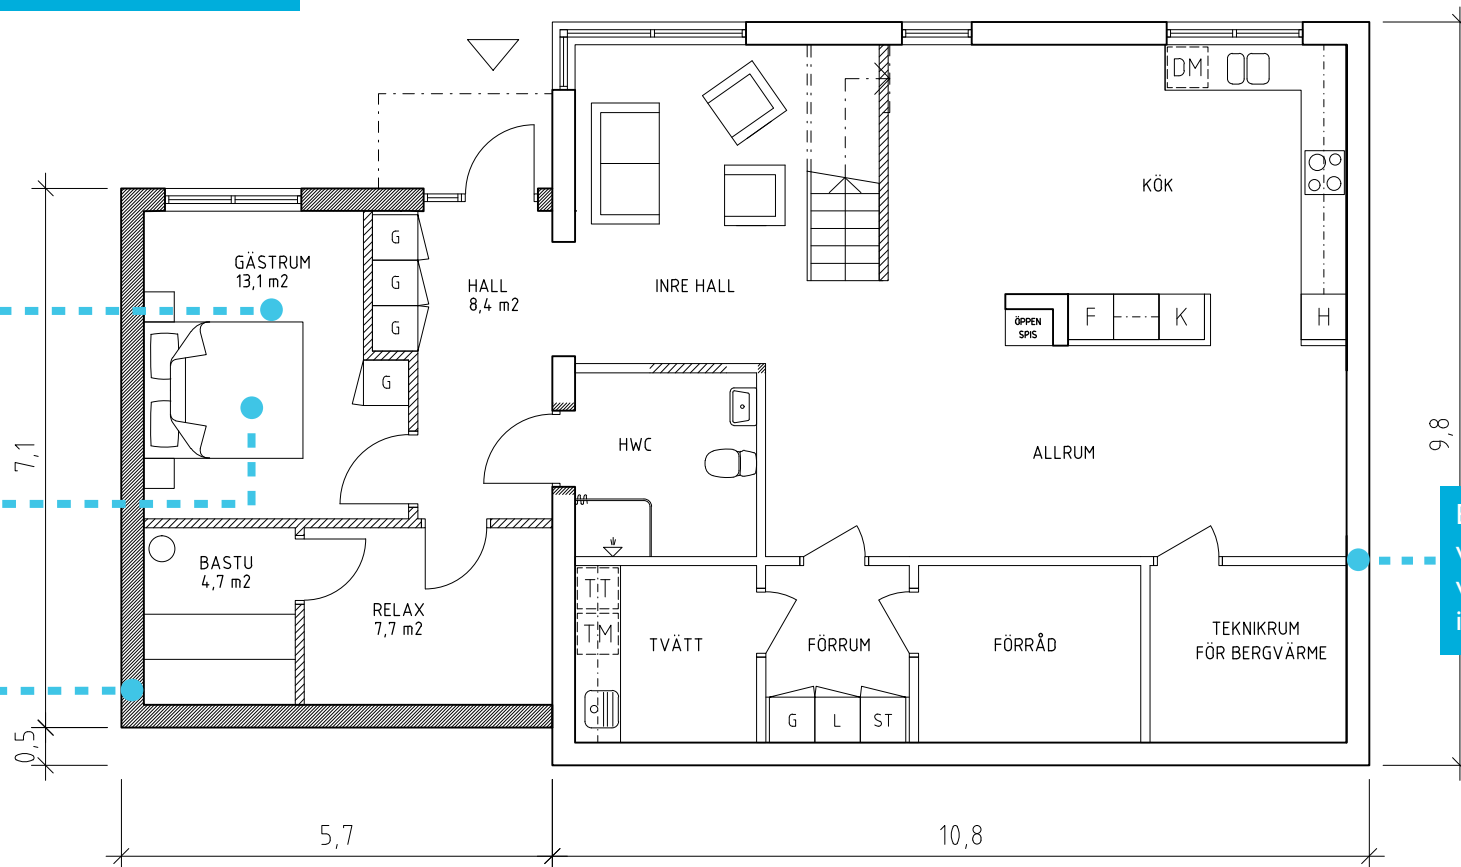 DM
KÖK
G
GÄSTRUM
13,1 m2
G
HALL
8,4 m2
INRE HALL
G
ÖPPEN
SPIS
F
K
H
G
7,1
HWC
ALLRUM
9,8
BASTU
4,7 m2
TT
RELAX
7,7 m2
TM
TVÄTT
FÖRRUM
FÖRRÅD
TEKNIKRUM
FÖR BERGVÄRME
G
L
ST
0,5
5,7
10,8